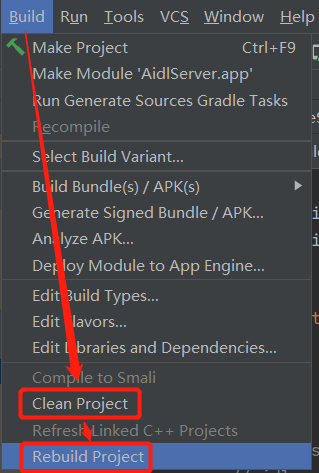 Build Run Tools VCS Window Help
Make Project Ctrl+F9
Make Module 'AidlServer.app'
Run Generate Sources Gradle Tasks
Recompile
Select Build Variant...
Build Bundle(s) / APK(s)
Generate Signed Bundle / APK...
Analyze APK...
Deploy Module to App Engine...
Edit Build Types...
Edit Flavors...
Edit Libraries and Dependencies...
Compile to Smali
Clean Project
Refresh Linked C++ Projects
Rebuild Project